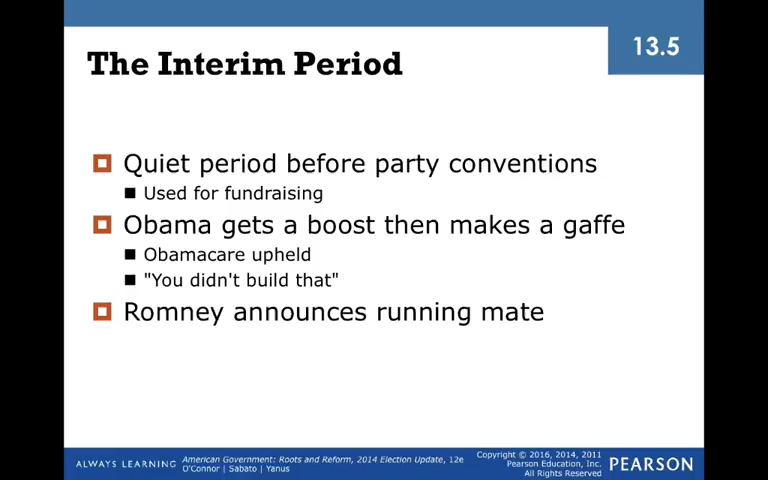 The Interim Period
13.5
Quiet period before party conventions
Used for fundraising
Obama gets a boost then makes a gaffe
Obamacare upheld
"You didn't build that"
Romney announces running mate
ALWAYS LEARNING
American Government: Roots and Reform, 2014 Election Update, 12e
O'Connor | Sabato | Yanus
Copyright © 2016, 2014, 2011
Pearson Education, Inc.
All Rights Reserved
PEARSON